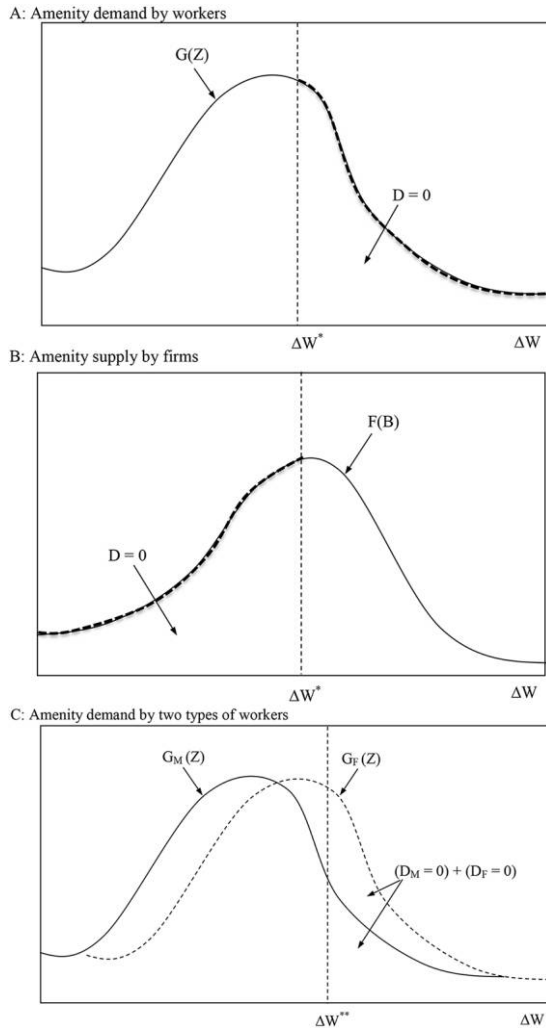 A: Amenity demand by workers
G(Z)
D = 0
ΔW*
ΔW
B: Amenity supply by firms
F(B)
D = 0
ΔW*
ΔW
C: Amenity demand by two types of workers
G_M(Z)
G_F(Z)
(D_M = 0) + (D_F = 0)
ΔW**
ΔW